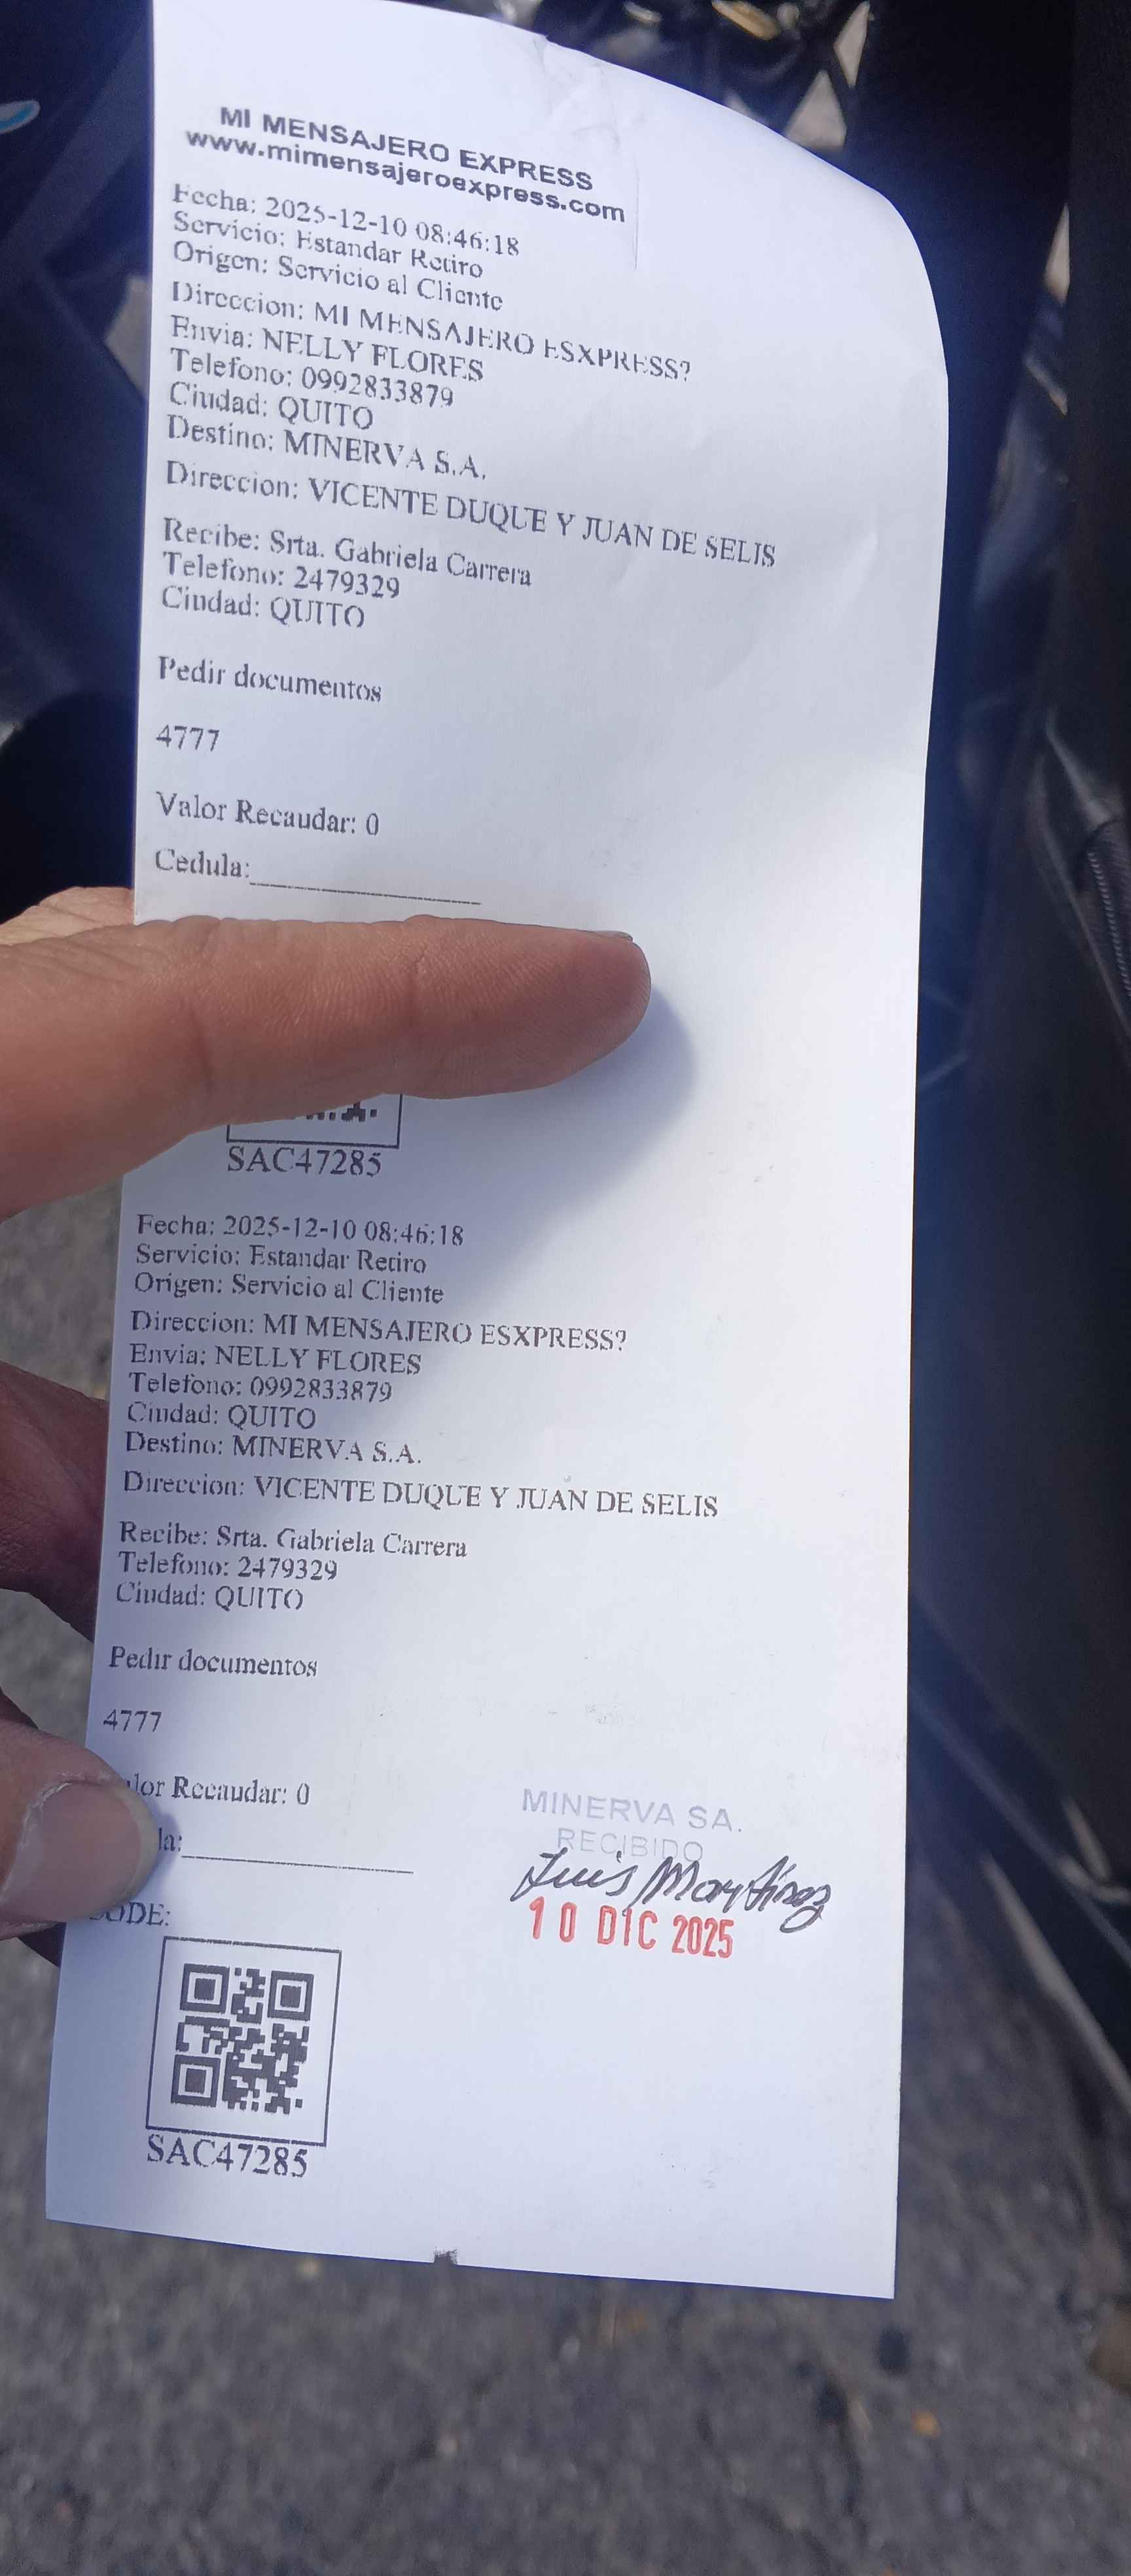 MI MENSAJERO EXPRESS
www.mimensajeroexpress.com
Fecha: 2025-12-10 08:46:18
Servicio: Estandar Retiro
Origen: Servicio al Cliente
Direccion: MI MENSAJERO ESXPRESS?
Envia: NELLY FLORES
Telefono: 0992833879
Ciudad: QUITO
Destino: MINERVA S.A.
Direccion: VICENTE DUQUE Y JUAN DE SELIS
Recibe: Srta. Gabriela Carrera
Telefono: 2479329
Ciudad: QUITO
Pedir documentos
4777
Valor Recaudar: 0
Cedula:
SAC47285
Fecha: 2025-12-10 08:46:18
Servicio: Estandar Retiro
Origen: Servicio al Cliente
Direccion: MI MENSAJERO ESXPRESS?
Envia: NELLY FLORES
Telefono: 0992833879
Ciudad: QUITO
Destino: MINERVA S.A.
Direccion: VICENTE DUQUE Y JUAN DE SELIS
Recibe: Srta. Gabriela Carrera
Telefono: 2479329
Ciudad: QUITO
Pedir documentos
4777
lor Recaudar: 0
la:
MINERVA SA.
RECIBIDO
Luis Martínez
10 DIC 2025
ODE:
SAC47285